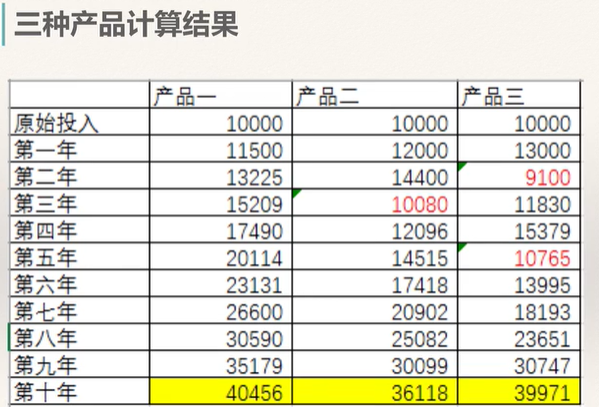 三种产品计算结果
产品一 产品二 产品三
原始投入 10000 10000 10000
第一年 11500 12000 13000
第二年 13225 14400 9100
第三年 15209 10080 11830
第四年 17490 12096 15379
第五年 20114 14515 10765
第六年 23131 17418 13995
第七年 26600 20902 18193
第八年 30590 25082 23651
第九年 35179 30099 30747
第十年 40456 36118 39971